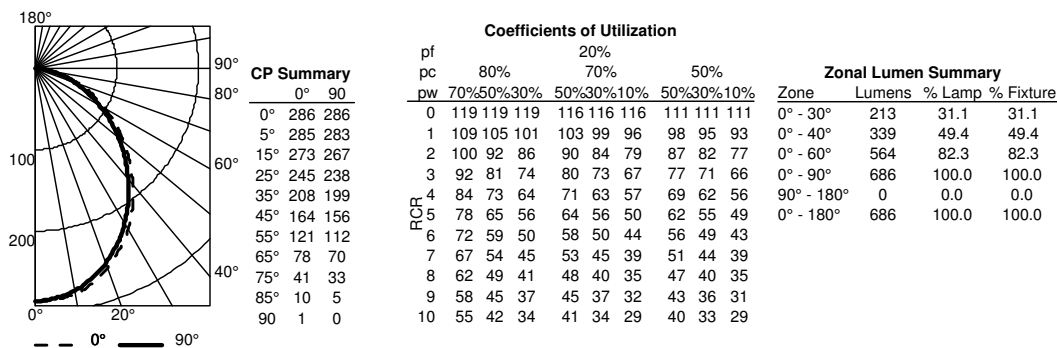 180°
90°
80°
60°
40°
100
200
0° 20°
0° 90°
CP Summary
0° 90
0° 286 286
5° 285 283
15° 273 267
25° 245 238
35° 208 199
45° 164 156
55° 121 112
65° 78 70
75° 41 33
85° 10 5
90 1 0
Coefficients of Utilization
pf 20%
pc 80% 70% 50%
pw 70%50%30% 50%30%10% 50%30%10%
RCR
0 119 119 119 116 116 116 111 111 111
1 109 105 101 103 99 96 98 95 93
2 100 92 86 90 84 79 87 82 77
3 92 81 74 80 73 67 77 71 66
4 84 73 64 71 63 57 69 62 56
5 78 65 56 64 56 50 62 55 49
6 72 59 50 58 50 44 56 49 43
7 67 54 45 53 45 39 51 44 39
8 62 49 41 48 40 35 47 40 35
9 58 45 37 45 37 32 43 36 31
10 55 42 34 41 34 29 40 33 29
Zonal Lumen Summary
Zone Lumens % Lamp % Fixture
0° - 30° 213 31.1 31.1
0° - 40° 339 49.4 49.4
0° - 60° 564 82.3 82.3
0° - 90° 686 100.0 100.0
90° - 180° 0 0.0 0.0
0° - 180° 686 100.0 100.0